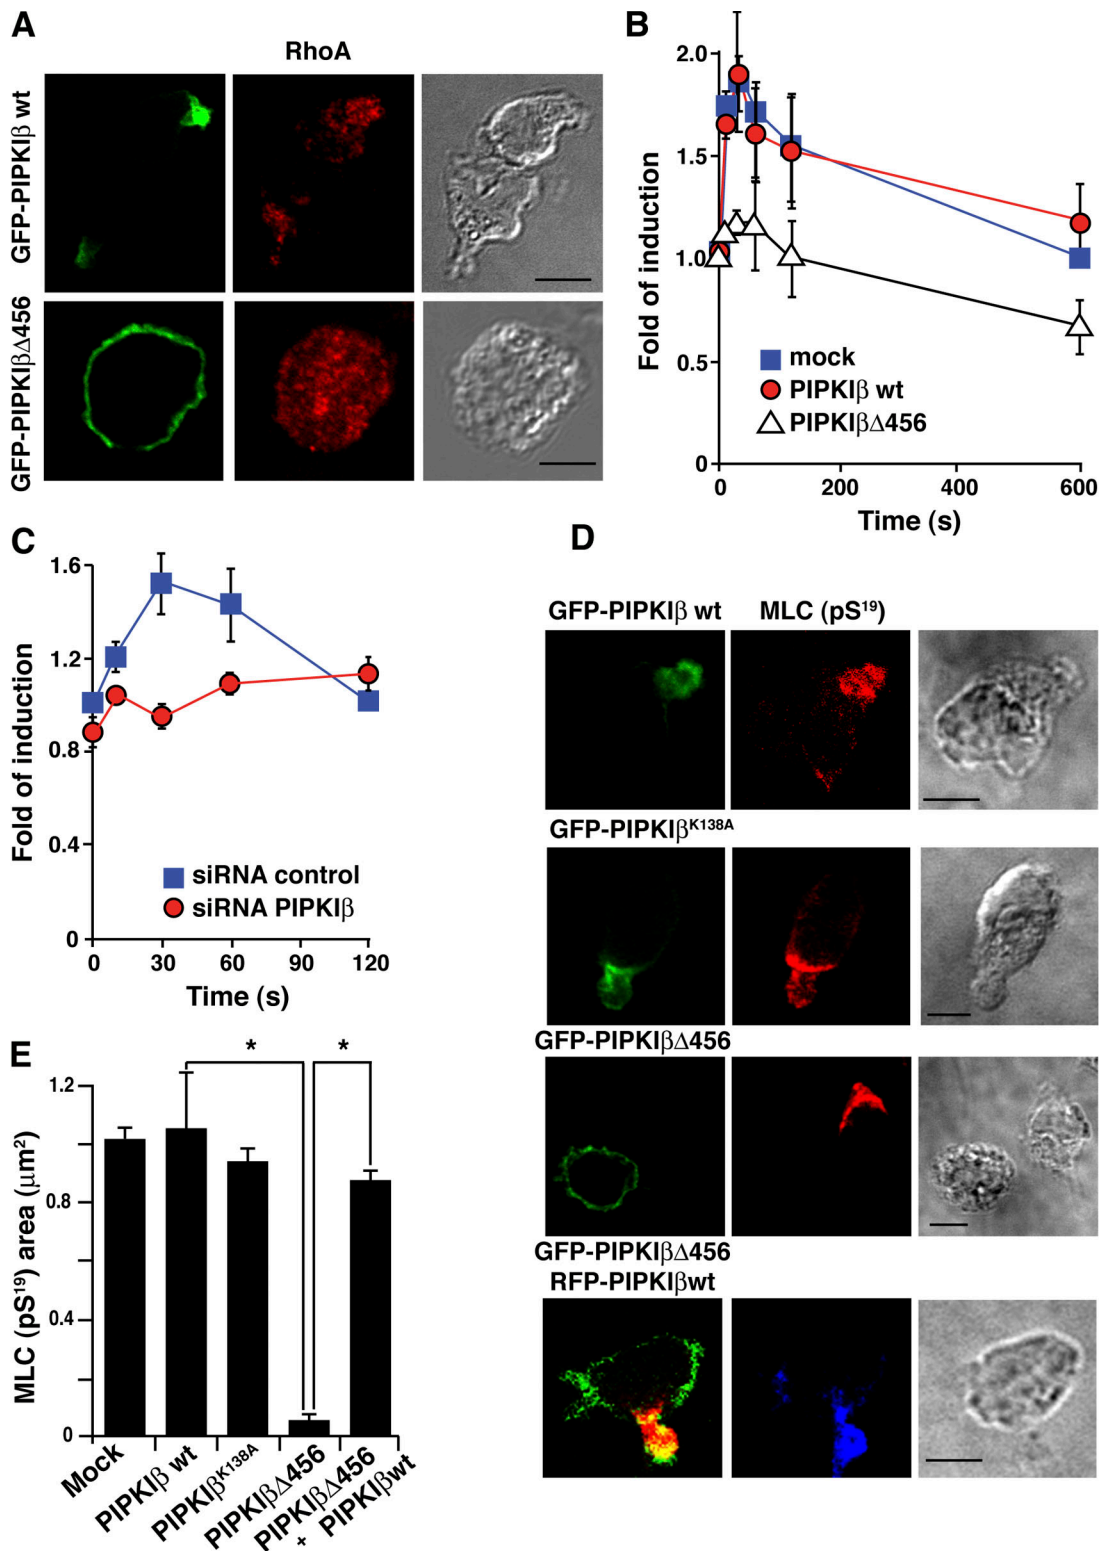 A
RhoA
GFP-PIPKIβ wt
GFP-PIPKIβΔ456
B
Fold of induction
2.0
1.5
1.0
0.5
0
mock
PIPKIβ wt
PIPKIβΔ456
0 200 400 600
Time (s)
C
Fold of induction
1.6
1.2
0.8
0.4
0
siRNA control
siRNA PIPKIβ
0 30 60 90 120
Time (s)
D
GFP-PIPKIβ wt MLC (pS¹⁹)
GFP-PIPKIβᴷ¹³⁸ᴬ
GFP-PIPKIβΔ456
GFP-PIPKIβΔ456
RFP-PIPKIβwt
E
MLC (pS¹⁹) area (μm²)
1.2
0.8
0.4
0
* *
Mock
PIPKIβ wt
PIPKIβᴷ¹³⁸ᴬ
PIPKIβΔ456
PIPKIβΔ456
+ PIPKIβwt